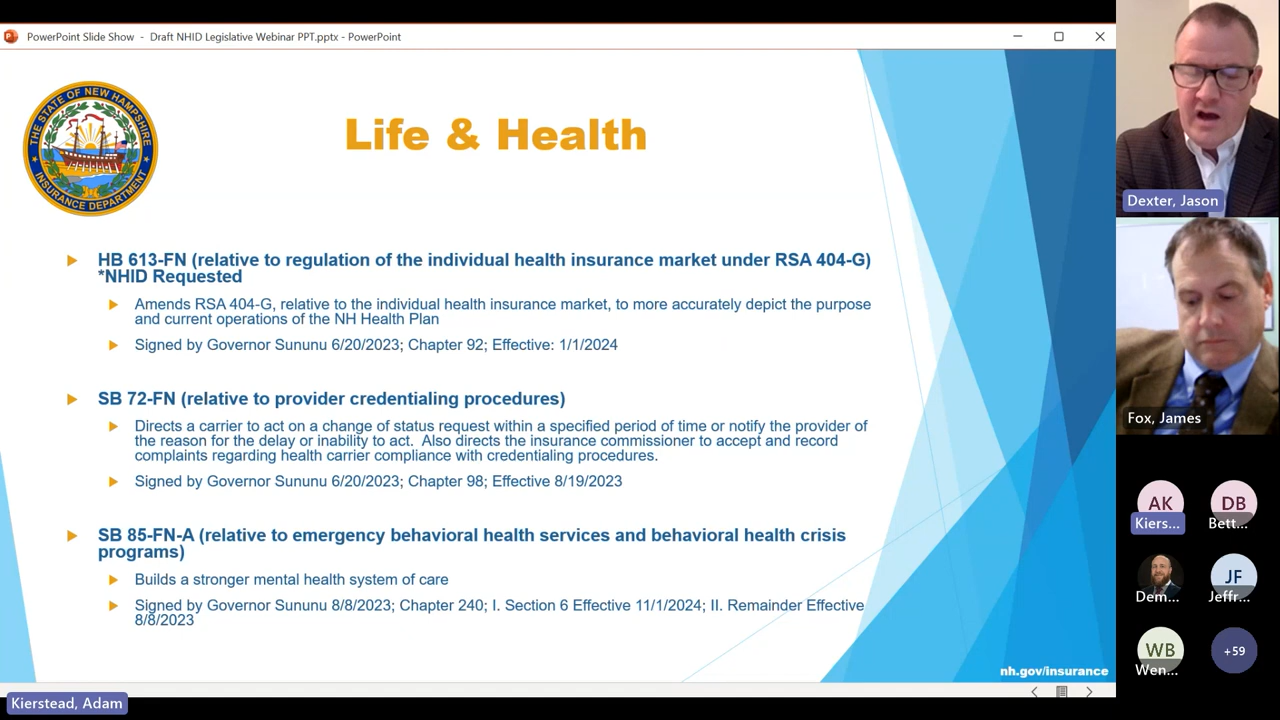 PowerPoint Slide Show - Draft NHID Legislative Webinar PPT.pptx - PowerPoint
THE STATE OF NEW HAMPSHIRE
INSURANCE DEPARTMENT
Life & Health
HB 613-FN (relative to regulation of the individual health insurance market under RSA 404-G)
*NHID Requested
Amends RSA 404-G, relative to the individual health insurance market, to more accurately depict the purpose
and current operations of the NH Health Plan
Signed by Governor Sununu 6/20/2023; Chapter 92; Effective: 1/1/2024
SB 72-FN (relative to provider credentialing procedures)
Directs a carrier to act on a change of status request within a specified period of time or notify the provider of
the reason for the delay or inability to act. Also directs the insurance commissioner to accept and record
complaints regarding health carrier compliance with credentialing procedures.
Signed by Governor Sununu 6/20/2023; Chapter 98; Effective 8/19/2023
SB 85-FN-A (relative to emergency behavioral health services and behavioral health crisis
programs)
Builds a stronger mental health system of care
Signed by Governor Sununu 8/8/2023; Chapter 240; I. Section 6 Effective 11/1/2024; II. Remainder Effective
8/8/2023
nh.gov/insurance
Kierstead, Adam
Dexter, Jason
Fox, James
AK
Kiers...
DB
Bett...
Dem...
JF
Jeffr...
WB
Wen...
+59